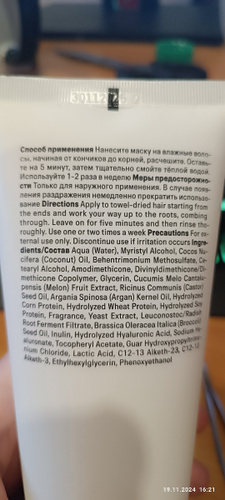 Способ применения Нанесите маску на влажные воло-
сы, начиная от кончиков до корней, расчешите. Оставь-
те на 5 минут, затем тщательно смойте тёплой водой.
Используйте 1-2 раза в неделю Меры предосторожно-
сти Только для наружного применения. В случае появ-
ления раздражения немедленно прекратить использо-
вание Directions Apply to towel-dried hair starting from
the ends and work your way up to the roots, combing
through. Leave on for five minutes and then rinse tho-
roughly. Use one or two times a week Precautions For ex-
ternal use only. Discontinue use if irritation occurs Ingre-
dients/Состав Aqua (Water), Myristyl Alcohol, Cocos Nu-
cifera (Coconut) Oil, Behentrimonium Methosulfate, Ce-
tearyl Alcohol, Amodimethicone, Divinyldimethicone/Di-
methicone Copolymer, Glycerin, Cucumis Melo Cantalu-
pensis (Melon) Fruit Extract, Ricinus Communis (Castor)
Seed Oil, Argania Spinosa (Argan) Kernel Oil, Hydrolyzed
Corn Protein, Hydrolyzed Wheat Protein, Hydrolyzed Soy
Protein, Fragrance, Yeast Extract, Leuconostoc/Radish
Root Ferment Filtrate, Brassica Oleracea Italica (Broccoli)
Seed Oil, Inulin, Hydrolyzed Hyaluronic Acid, Sodium Hy-
aluronate, Tocopheryl Acetate, Guar Hydroxypropyltrimo-
nium Chloride, Lactic Acid, C12-13 Alketh-23, C12-13
Alketh-3, Ethylhexylglycerin, Phenoxyethanol
19.11.2024 16:21